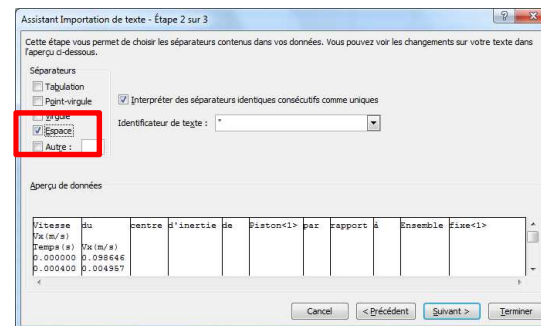 Assistant Importation de texte - Étape 2 sur 3
Cette étape vous permet de choisir les séparateurs contenus dans vos données. Vous pouvez voir les changements sur votre texte dans
l'aperçu ci-dessous.
Séparateurs
Tabulation
Point-virgule
Interpréter des séparateurs identiques consécutifs comme uniques
Virgule
Identificateur de texte : "
Espace
Autre :
Aperçu de données
Vitesse du centre d'inertie de Piston<1> par rapport à Ensemble fixe<1>
Vx(m/s)
Temps(s) Vx(m/s)
0.000000 0.098646
0.000400 0.004957
Cancel < Précédent Suivant > Terminer